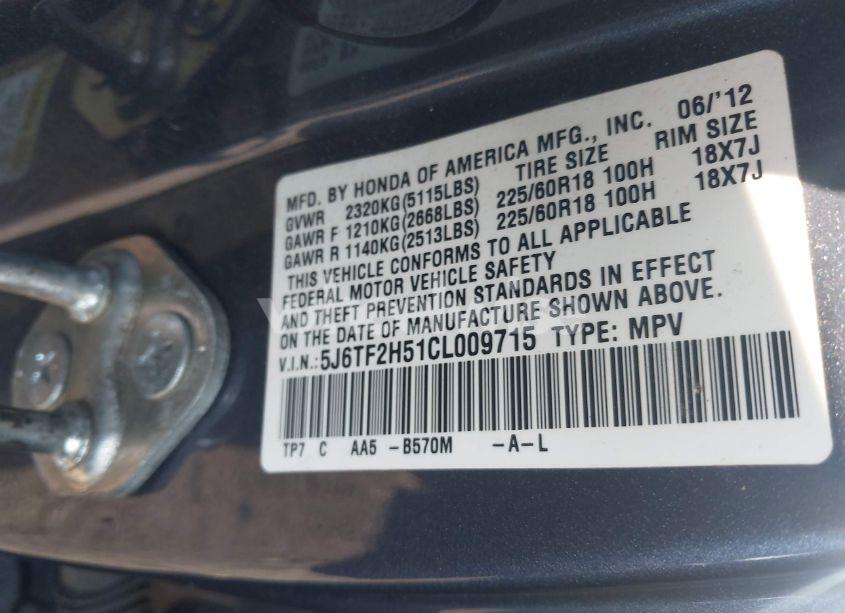 MFD. BY HONDA OF AMERICA MFG., INC. 06/'12
GVWR 2320KG(5115LBS) TIRE SIZE RIM SIZE
GAWR F 1210KG(2668LBS) 225/60R18 100H 18X7J
GAWR R 1140KG(2513LBS) 225/60R18 100H 18X7J
THIS VEHICLE CONFORMS TO ALL APPLICABLE
FEDERAL MOTOR VEHICLE SAFETY
AND THEFT PREVENTION STANDARDS IN EFFECT
ON THE DATE OF MANUFACTURE SHOWN ABOVE.
V.I.N.: 5J6TF2H51CL009715 TYPE: MPV
TP7 C AA5 -B570M -A-L